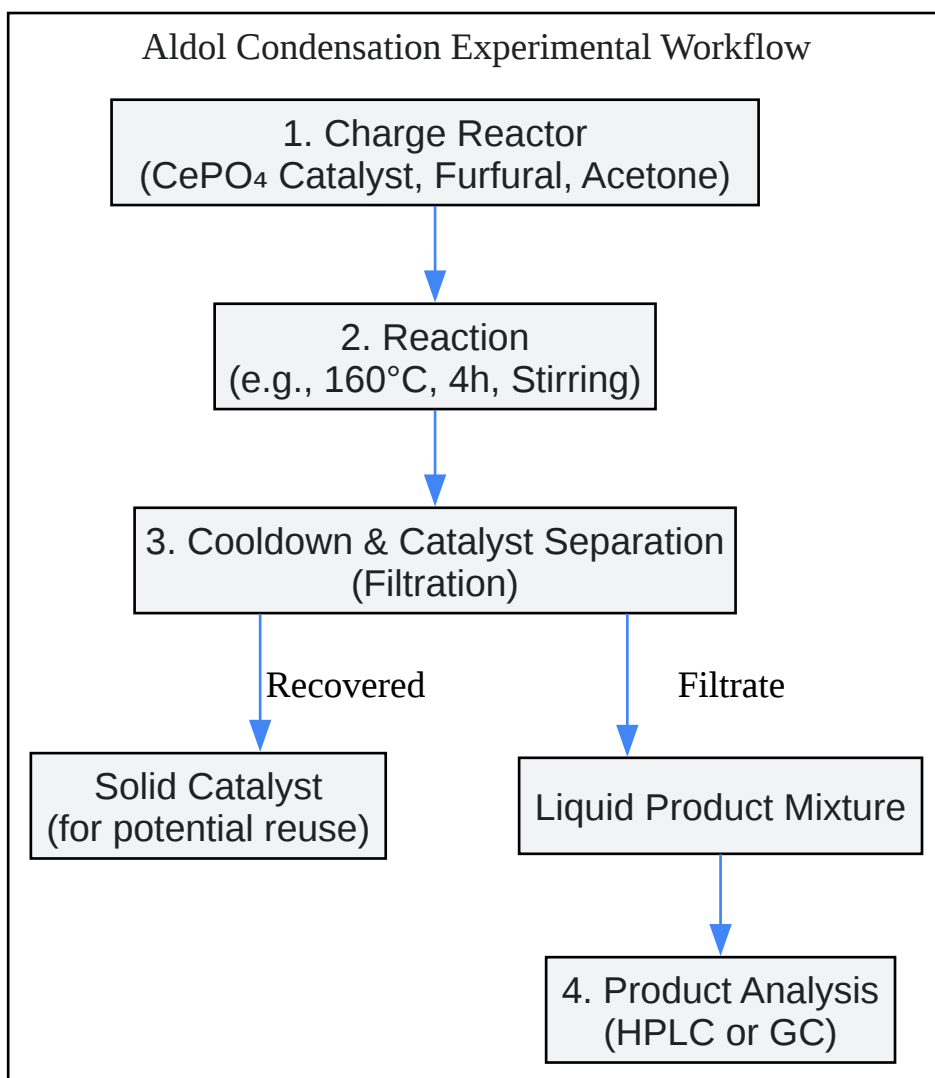 Aldol Condensation Experimental Workflow
1. Charge Reactor
(CePO₄ Catalyst, Furfural, Acetone)
2. Reaction
(e.g., 160°C, 4h, Stirring)
3. Cooldown & Catalyst Separation
(Filtration)
Recovered
Filtrate
Solid Catalyst
(for potential reuse)
Liquid Product Mixture
4. Product Analysis
(HPLC or GC)